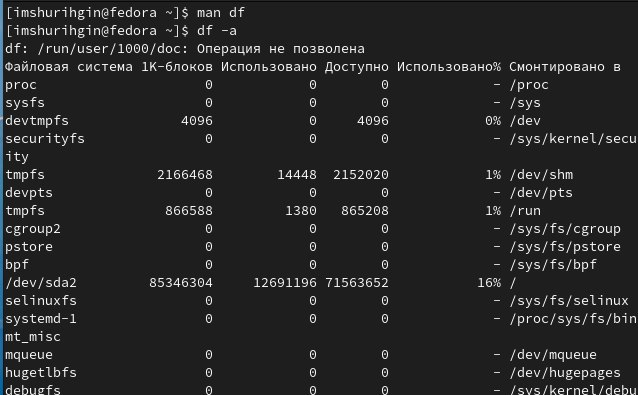 [imshurihgin@fedora ~]$ man df
[imshurihgin@fedora ~]$ df -a
df: /run/user/1000/doc: Операция не позволена
Файловая система 1K-блоков Использовано Доступно Использовано% Смонтировано в
proc 0 0 0 - /proc
sysfs 0 0 0 - /sys
devtmpfs 4096 0 4096 0% /dev
securityfs 0 0 0 - /sys/kernel/secu
ity
tmpfs 2166468 14448 2152020 1% /dev/shm
devpts 0 0 0 - /dev/pts
tmpfs 866588 1380 865208 1% /run
cgroup2 0 0 0 - /sys/fs/cgroup
pstore 0 0 0 - /sys/fs/pstore
bpf 0 0 0 - /sys/fs/bpf
/dev/sda2 85346304 12691196 71563652 16% /
selinuxfs 0 0 0 - /sys/fs/selinux
systemd-1 0 0 0 - /proc/sys/fs/bin
mt_misc
mqueue 0 0 0 - /dev/mqueue
hugetlbfs 0 0 0 - /dev/hugepages
debugfs 0 0 0 - /sys/kernel/debu